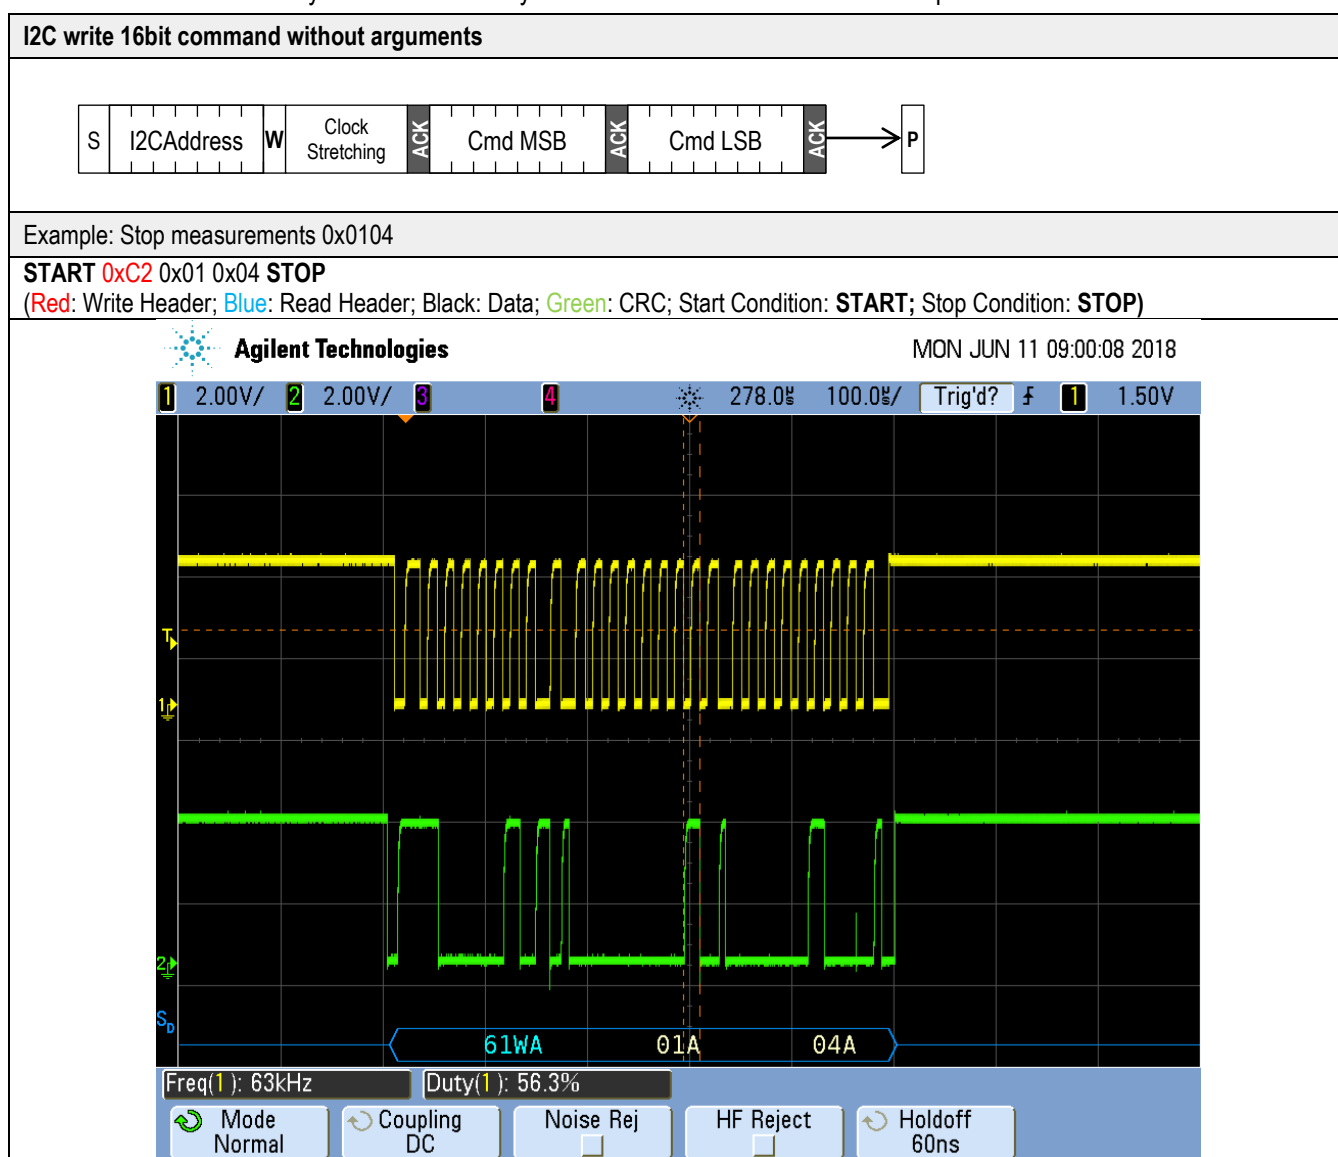 I2C write 16bit command without arguments
S I2CAddress W Clock Stretching ACK Cmd MSB ACK Cmd LSB ACK P
Example: Stop measurements 0x0104
START 0xC2 0x01 0x04 STOP
(Red: Write Header; Blue: Read Header; Black: Data; Green: CRC; Start Condition: START; Stop Condition: STOP)
Agilent Technologies MON JUN 11 09:00:08 2018
1 2.00V/ 2 2.00V/ 3 4 278.0µs 100.0µs/ Trig'd? 1 1.50V
T
1
2
SD
61WA 01A 04A
Freq(1): 63kHz Duty(1): 56.3%
Mode Normal Coupling DC Noise Rej HF Reject Holdoff 60ns